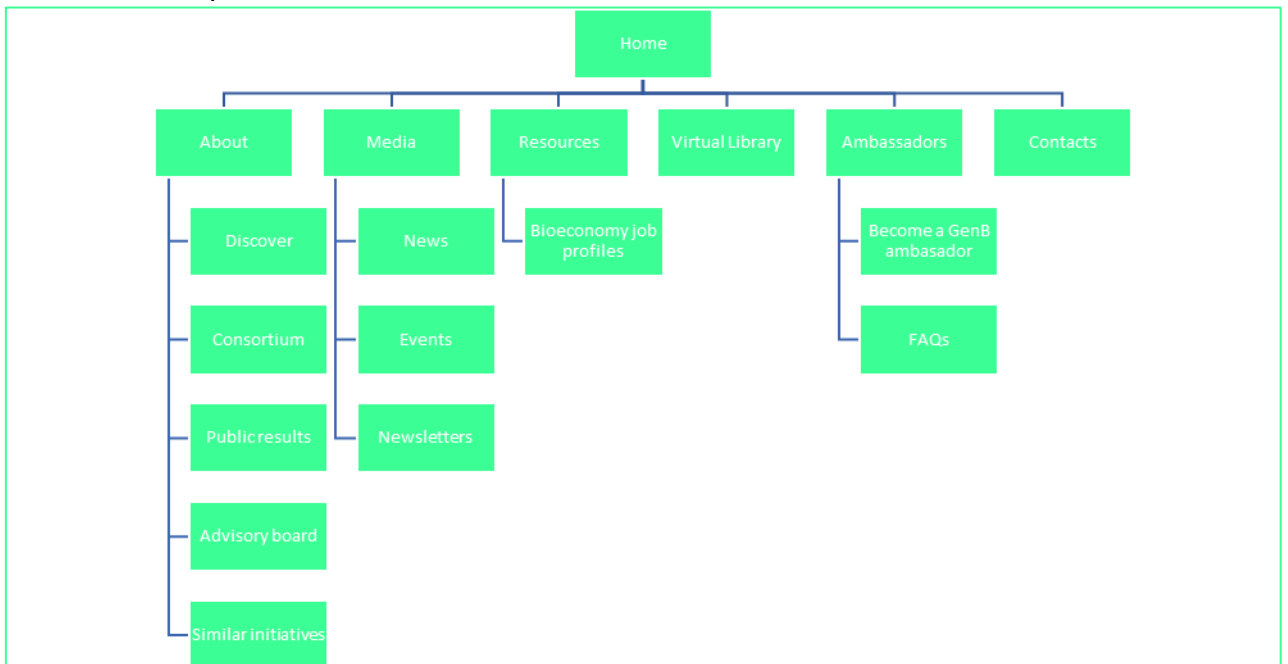 Home
About
Media
Resources
Virtual Library
Ambassadors
Contacts
Discover
News
Bioeconomy job
profiles
Become a GenB
ambasador
Consortium
Events
FAQs
Public results
Newsletters
Advisory board
Similar initiatives